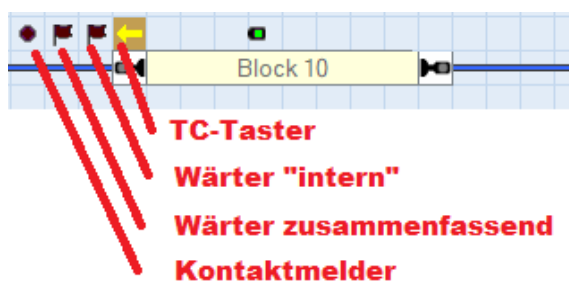 Block 10
TC-Taster
Wärter "intern"
Wärter zusammenfassend
Kontaktmelder